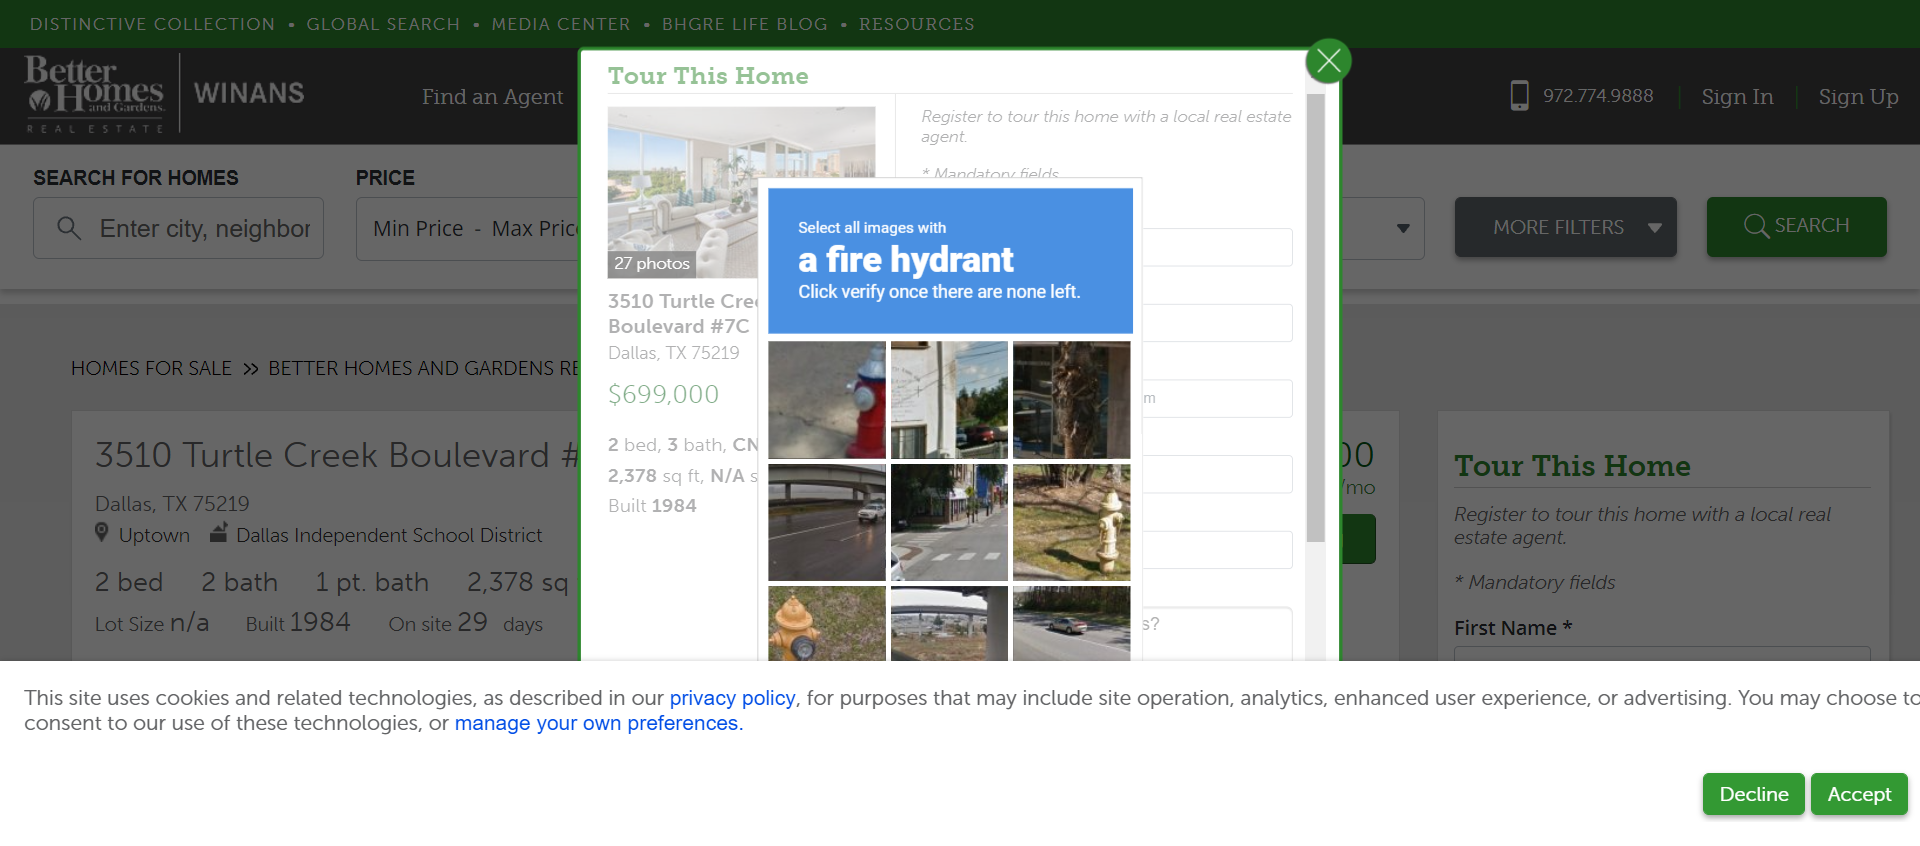 DISTINCTIVE COLLECTION • GLOBAL SEARCH • MEDIA CENTER • BHGRE LIFE BLOG • RESOURCES
Better
Homes
and Gardens
REAL ESTATE
WINANS
Find an Agent
972.774.9888
Sign In
Sign Up
SEARCH FOR HOMES
PRICE
Enter city, neighbor
Min Price - Max Pric
MORE FILTERS
SEARCH
HOMES FOR SALE » BETTER HOMES AND GARDENS RE
3510 Turtle Creek Boulevard #
Dallas, TX 75219
Uptown
Dallas Independent School District
2 bed 2 bath 1 pt. bath 2,378 sq
Lot Size n/a Built 1984 On site 29 days
Tour This Home
27 photos
3510 Turtle Cree
Boulevard #7C
Dallas, TX 75219
$699,000
2 bed, 3 bath, CN
2,378 sq ft, N/A s
Built 1984
Register to tour this home with a local real estate
agent.
* Mandatory fields
m
s?
Select all images with
a fire hydrant
Click verify once there are none left.
00
/mo
Tour This Home
Register to tour this home with a local real
estate agent.
* Mandatory fields
First Name *
This site uses cookies and related technologies, as described in our privacy policy, for purposes that may include site operation, analytics, enhanced user experience, or advertising. You may choose to
consent to our use of these technologies, or manage your own preferences.
Decline
Accept